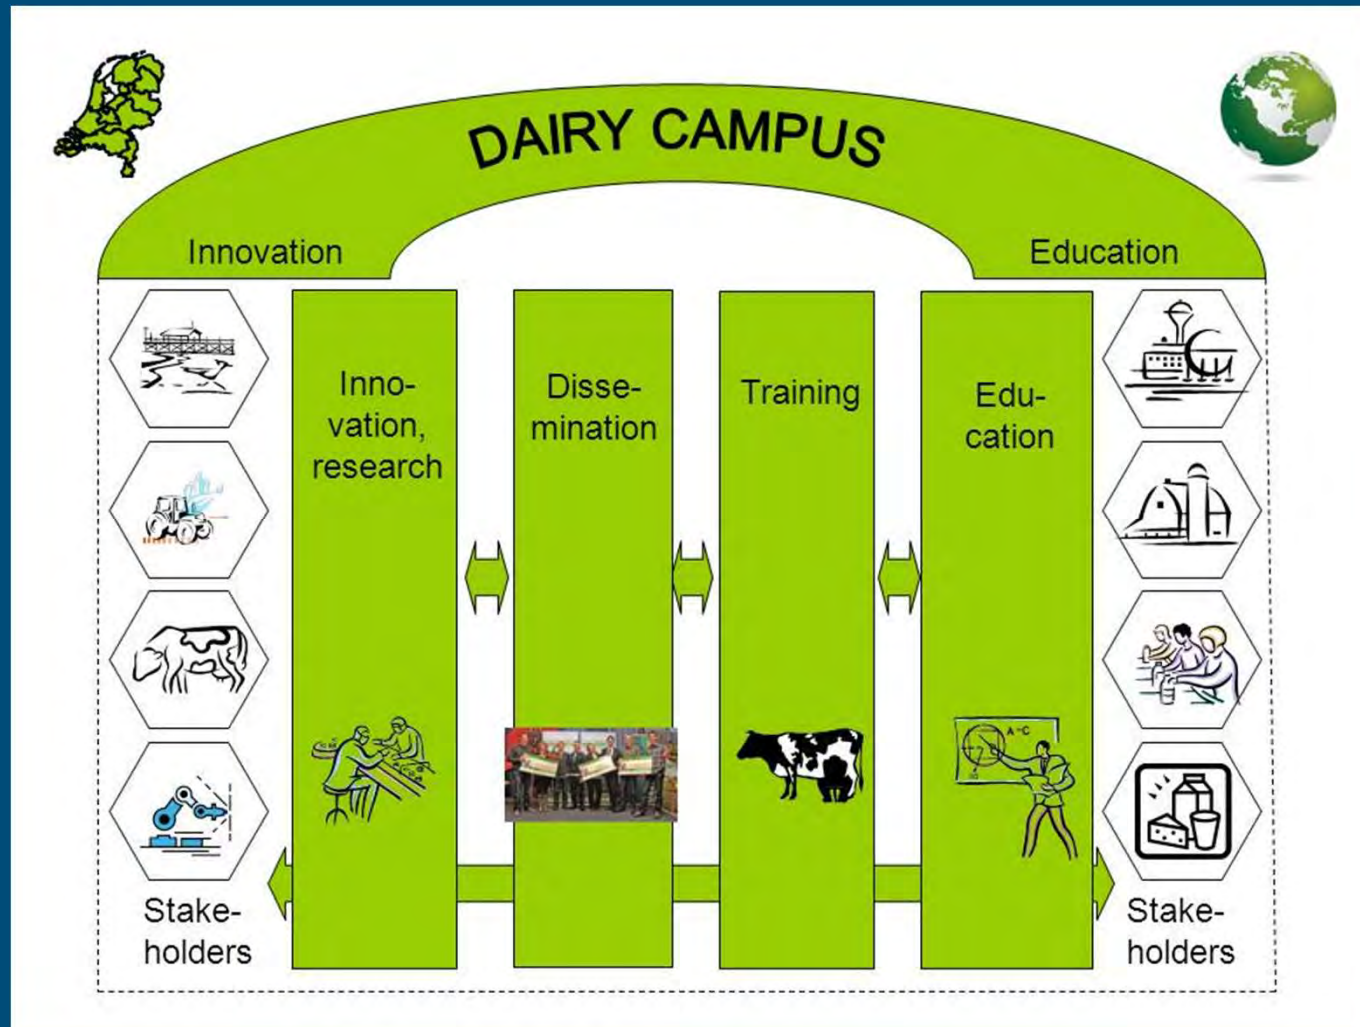 DAIRY CAMPUS
Innovation
Education
Inno-
vation,
research
Disse-
mination
Training
Edu-
cation
A °C
Stake-
holders
Stake-
holders